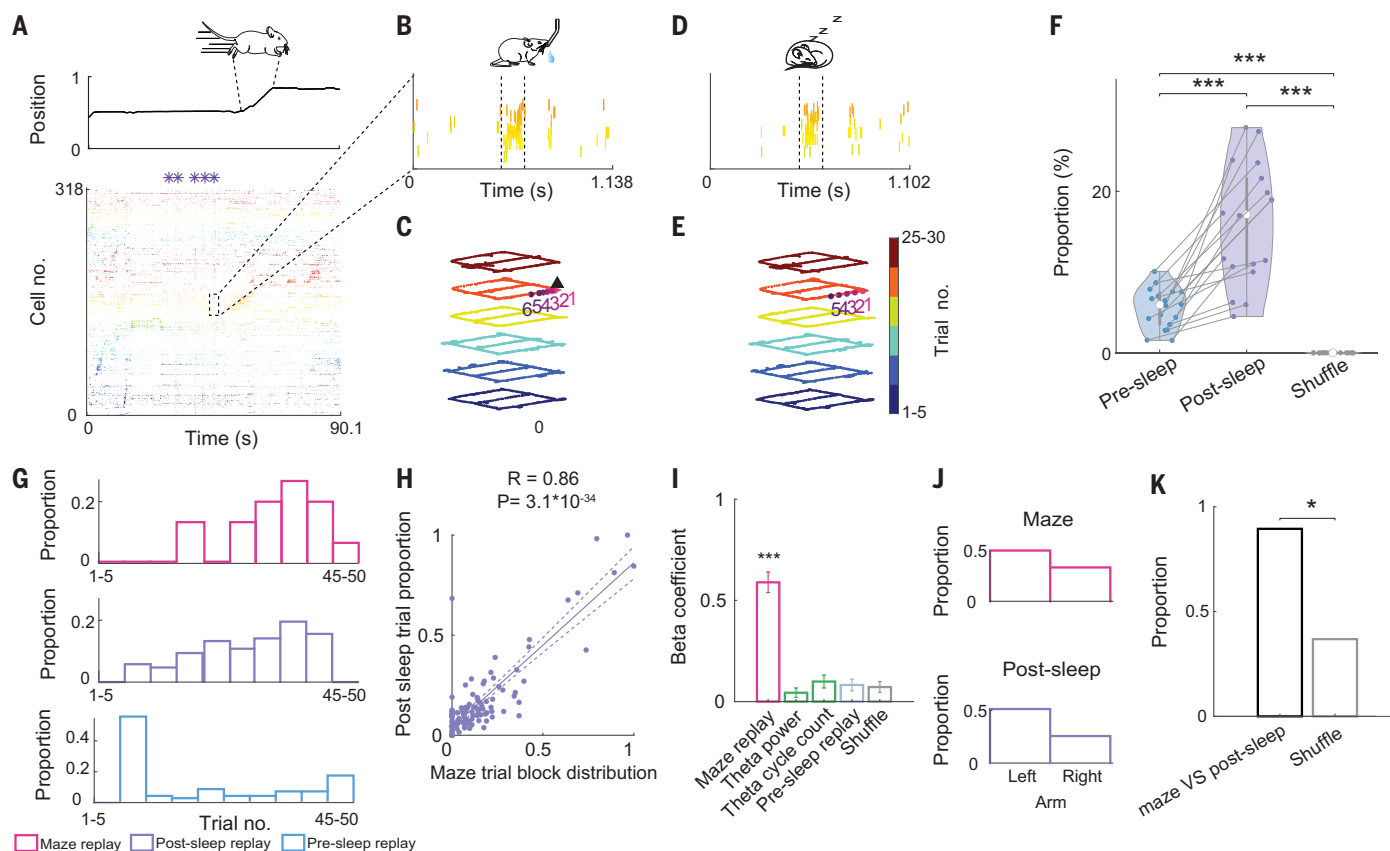 A
Position
1
0
318
Cell no.
0
0
90.1
Time (s)
B
0
1.138
Time (s)
C
654321
0
D
z
z
z
0
1.102
Time (s)
E
54321
25-30
Trial no.
1-5
F
***
***
***
Proportion (%)
20
0
Pre-sleep
Post-sleep
Shuffle
G
Proportion
0.2
0
1-5
45-50
Proportion
0.2
0
1-5
45-50
Proportion
0.4
0.2
0
1-5
Trial no.
45-50
Maze replay
Post-sleep replay
Pre-sleep replay
H
R = 0.86
P= 3.1*10-34
Post sleep trial proportion
1
0.5
0
0
0.5
1
Maze trial block distribution
I
Beta coefficient
1
0.5
0
***
Maze replay
Theta power
Theta cycle count
Pre-sleep replay
Shuffle
J
Maze
Proportion
0.5
0
Post-sleep
Proportion
0.5
0
Left
Right
Arm
K
*
Proportion
1
0.5
0
maze VS post-sleep
Shuffle